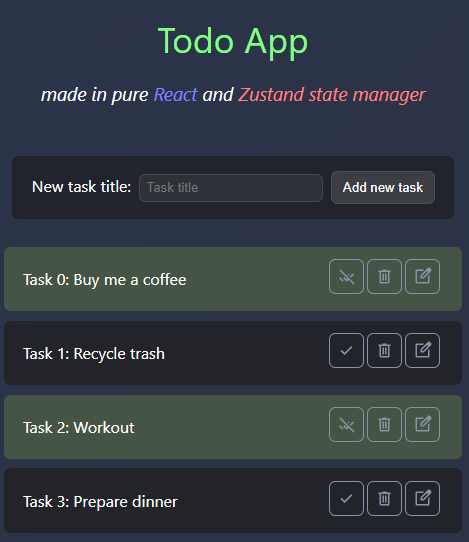 Todo App
made in pure React and Zustand state manager
New task title: Task title Add new task
Task 0: Buy me a coffee
Task 1: Recycle trash
Task 2: Workout
Task 3: Prepare dinner